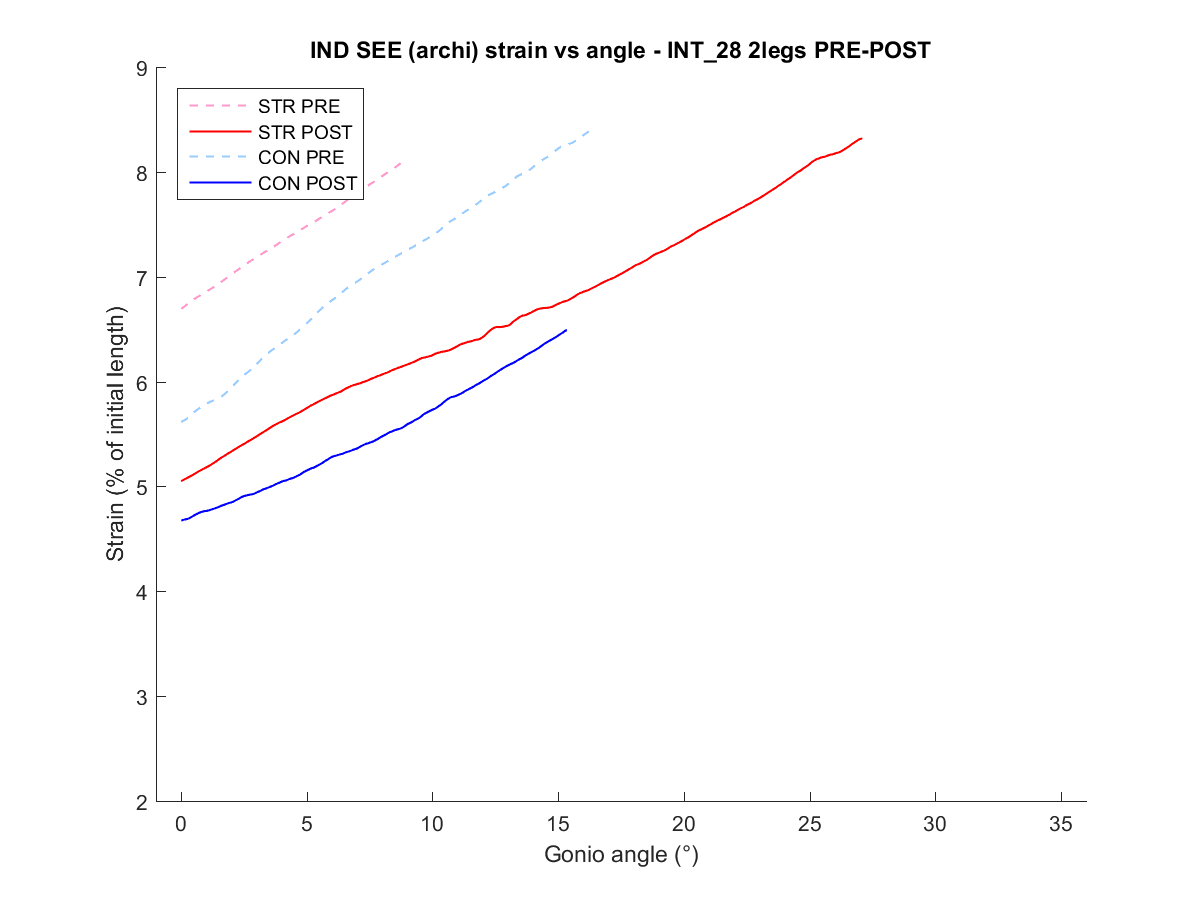 IND SEE (archi) strain vs angle - INT_28 2legs PRE-POST
STR PRE
STR POST
CON PRE
CON POST
9
8
7
6
5
4
3
2
Strain (% of initial length)
0 5 10 15 20 25 30 35
Gonio angle (°)